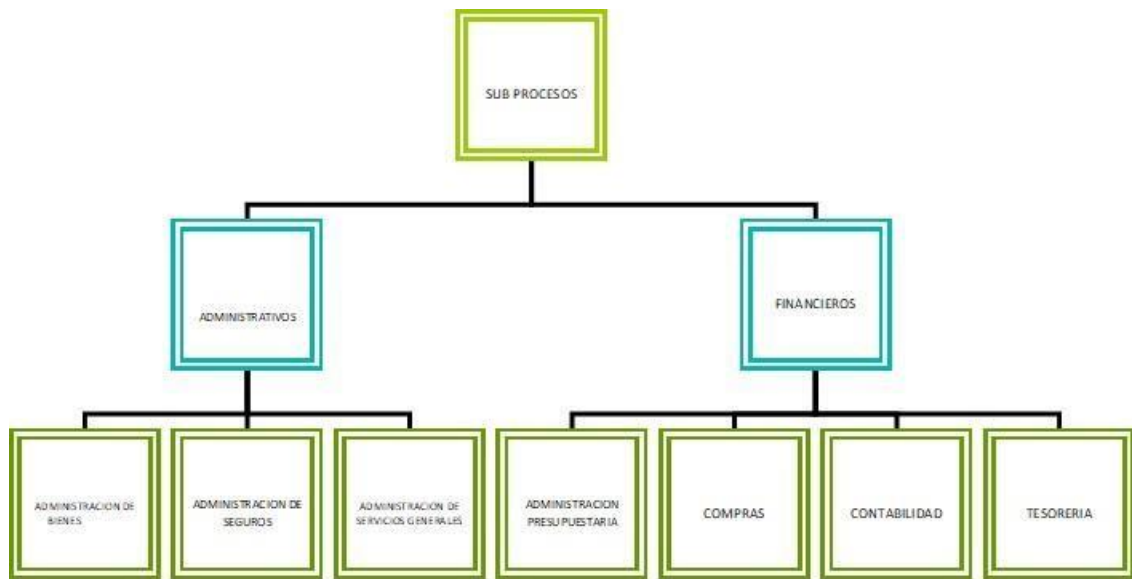 SUB PROCESOS
ADMINISTRATIVOS
FINANCIEROS
ADMINISTRACION DE
BIENES
ADMINISTRACION DE
SEGUROS
ADMINISTRACION DE
SERVICIOS GENERALES
ADMINISTRACION
PRESUPUESTARIA
COMPRAS
CONTABILIDAD
TESORERIA